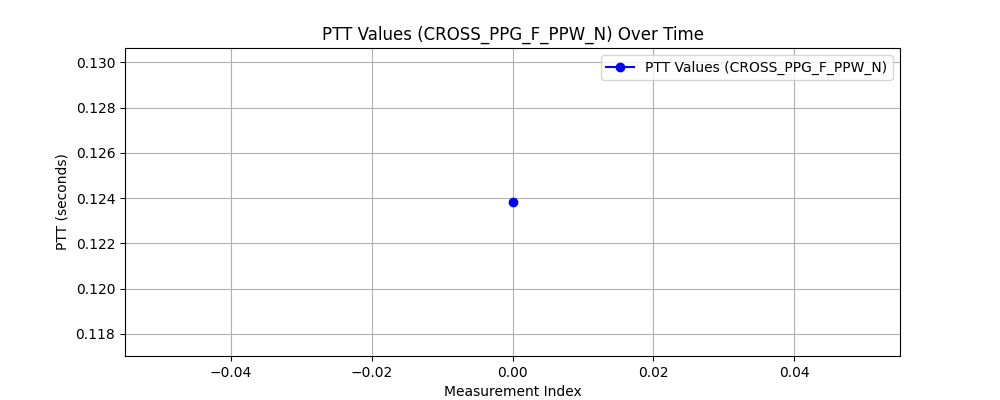 PTT Values (CROSS_PPG_F_PPW_N) Over Time
PTT Values (CROSS_PPG_F_PPW_N)
PTT (seconds)
0.130
0.128
0.126
0.124
0.122
0.120
0.118
−0.04 −0.02 0.00 0.02 0.04
Measurement Index